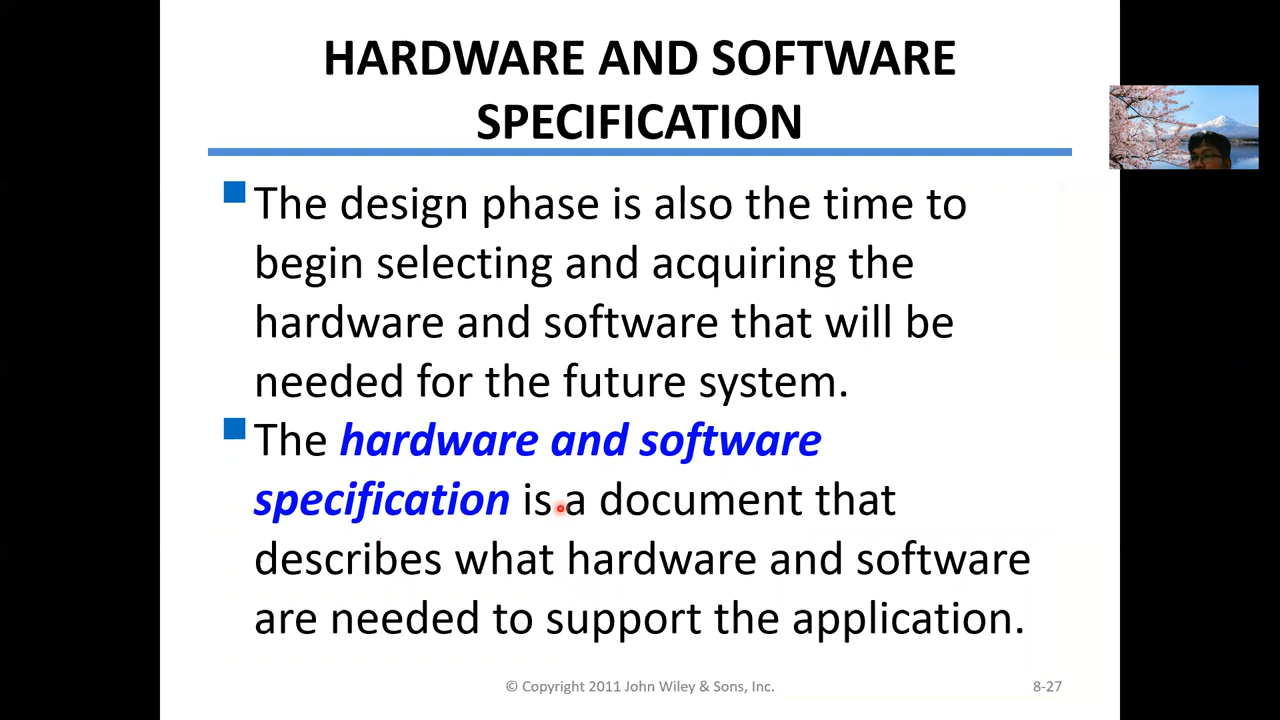 HARDWARE AND SOFTWARE
SPECIFICATION
The design phase is also the time to
begin selecting and acquiring the
hardware and software that will be
needed for the future system.
The hardware and software
specification is a document that
describes what hardware and software
are needed to support the application.
© Copyright 2011 John Wiley & Sons, Inc.
8-27